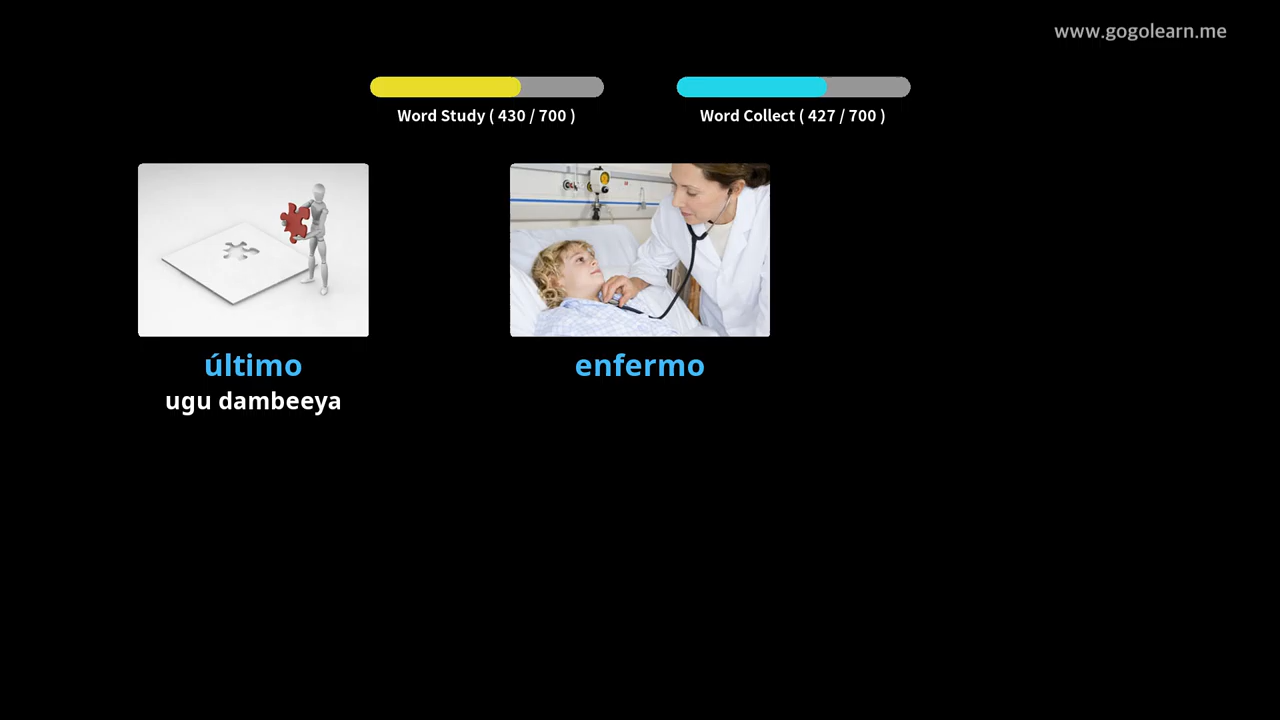 www.gogolearn.me
Word Study ( 430 / 700 )
Word Collect ( 427 / 700 )
último
ugu dambeeya
enfermo